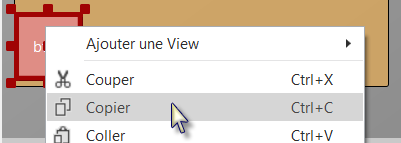 Ajouter une View
Couper Ctrl+X
Copier Ctrl+C
Coller Ctrl+V